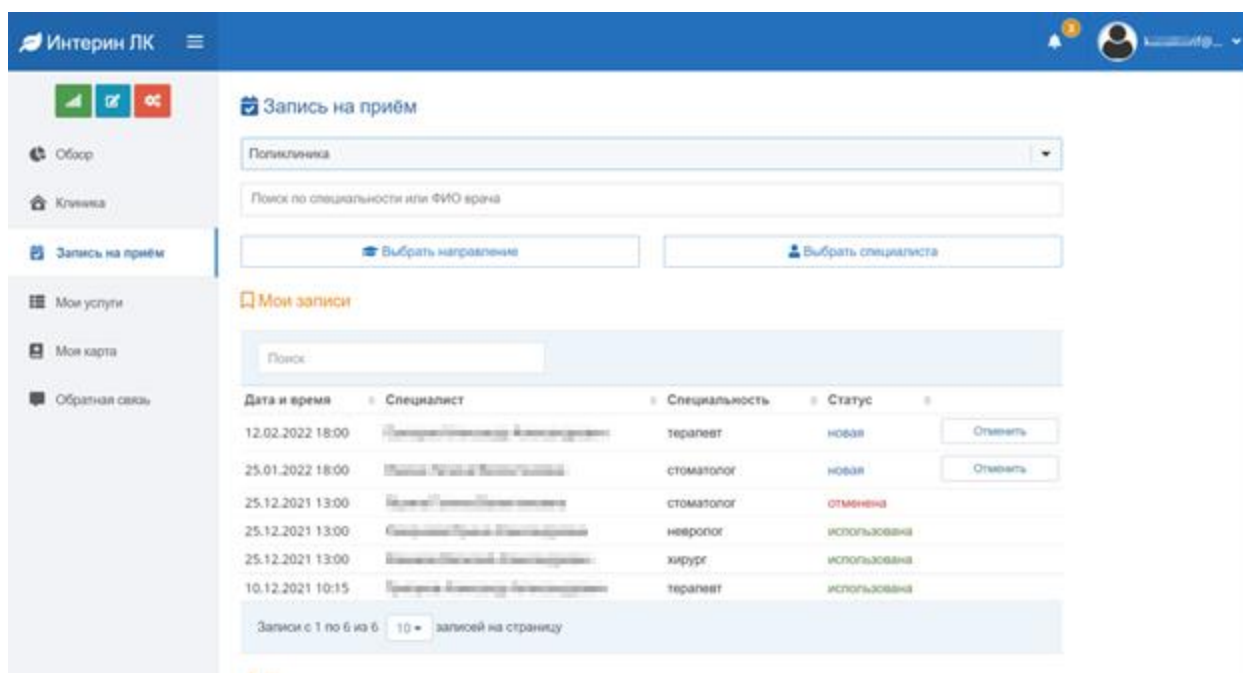 Интерин ЛК
3
Запись на приём
Обзор
Поликлиника
Клиника
Поиск по специальности или ФИО врача
Запись на приём
Выбрать направление
Выбрать специалиста
Мои услуги
Мои записи
Моя карта
Поиск
Обратная связь
Дата и время Специалист Специальность Статус
12.02.2022 18:00 терапевт новая Отменить
25.01.2022 18:00 стоматолог новая Отменить
25.12.2021 13:00 стоматолог отменена
25.12.2021 13:00 невролог использована
25.12.2021 13:00 хирург использована
10.12.2021 10:15 терапевт использована
Записи с 1 по 6 из 6 10 записей на страницу